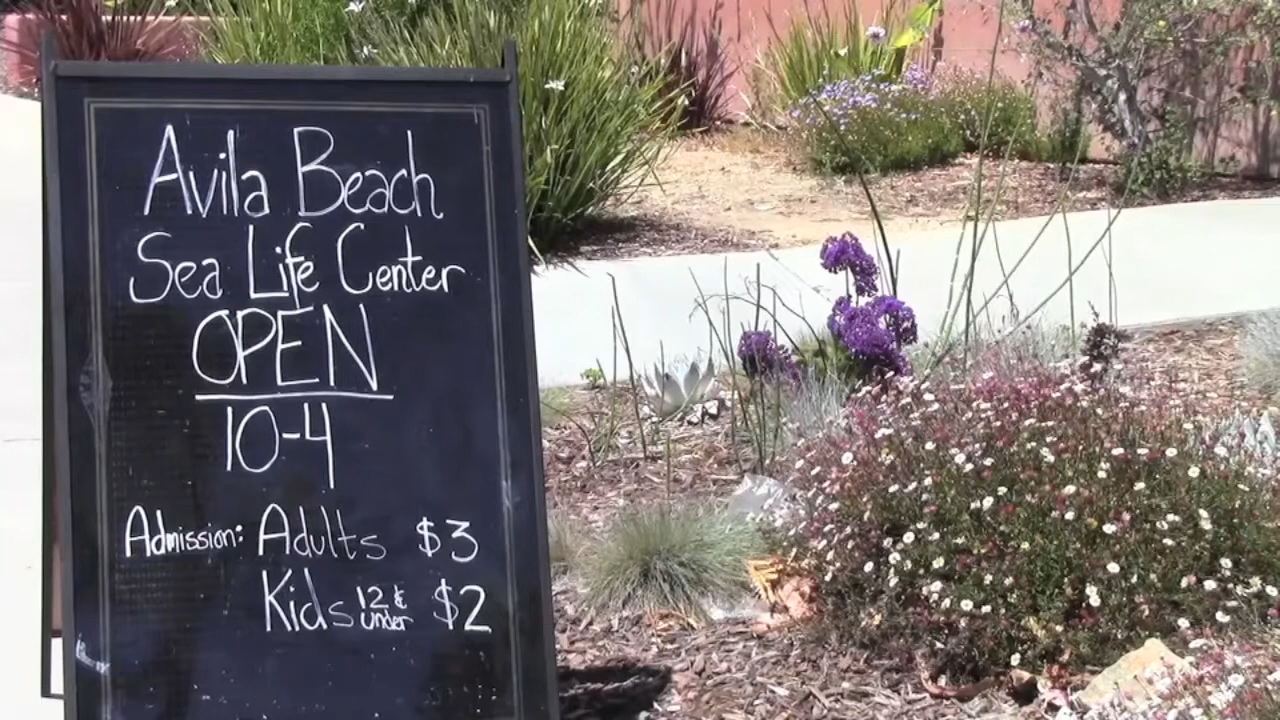 Avila Beach
Sea Life Center
OPEN
10-4
Admission: Adults $3
Kids 12 & under $2